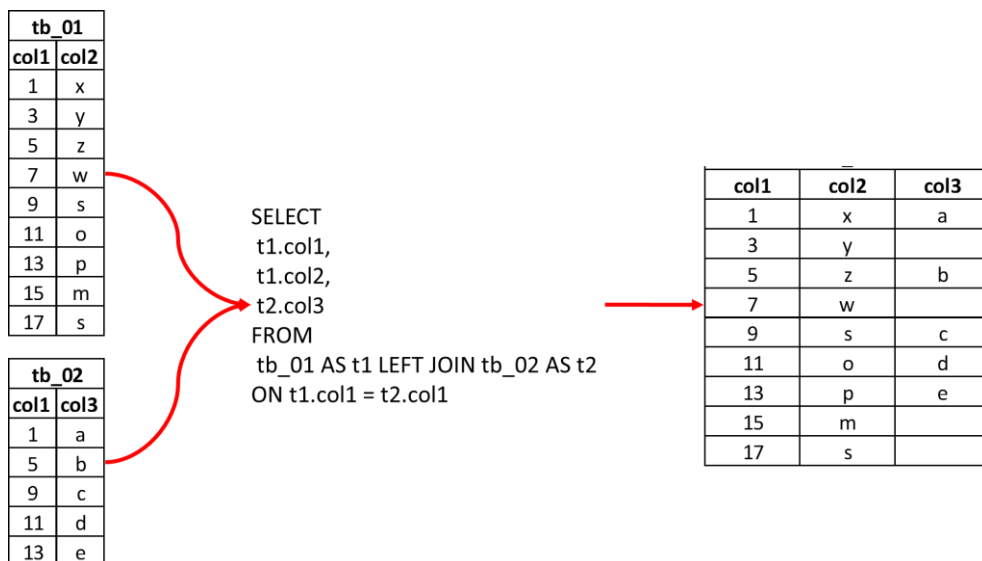 tb_01
col1 col2
1 x
3 y
5 z
7 w
9 s
11 o
13 p
15 m
17 s
tb_02
col1 col3
1 a
5 b
9 c
11 d
13 e
SELECT
t1.col1,
t1.col2,
t2.col3
FROM
tb_01 AS t1 LEFT JOIN tb_02 AS t2
ON t1.col1 = t2.col1
col1 col2 col3
1 x a
3 y
5 z b
7 w
9 s c
11 o d
13 p e
15 m
17 s